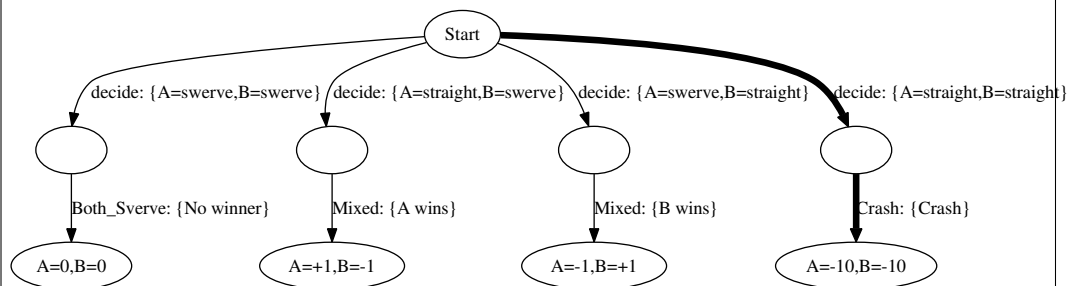 Start
decide: {A=swerve,B=swerve}
decide: {A=straight,B=swerve}
decide: {A=swerve,B=straight}
decide: {A=straight,B=straight}
Both_Sverve: {No winner}
Mixed: {A wins}
Mixed: {B wins}
Crash: {Crash}
A=0,B=0
A=+1,B=-1
A=-1,B=+1
A=-10,B=-10